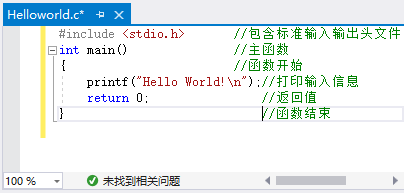 Helloworld.c*
#include <stdio.h> //包含标准输入输出头文件
int main() //主函数
{ //函数开始
printf("Hello World!\n");//打印输入信息
return 0; //返回值
} //函数结束
100 % 未找到相关问题